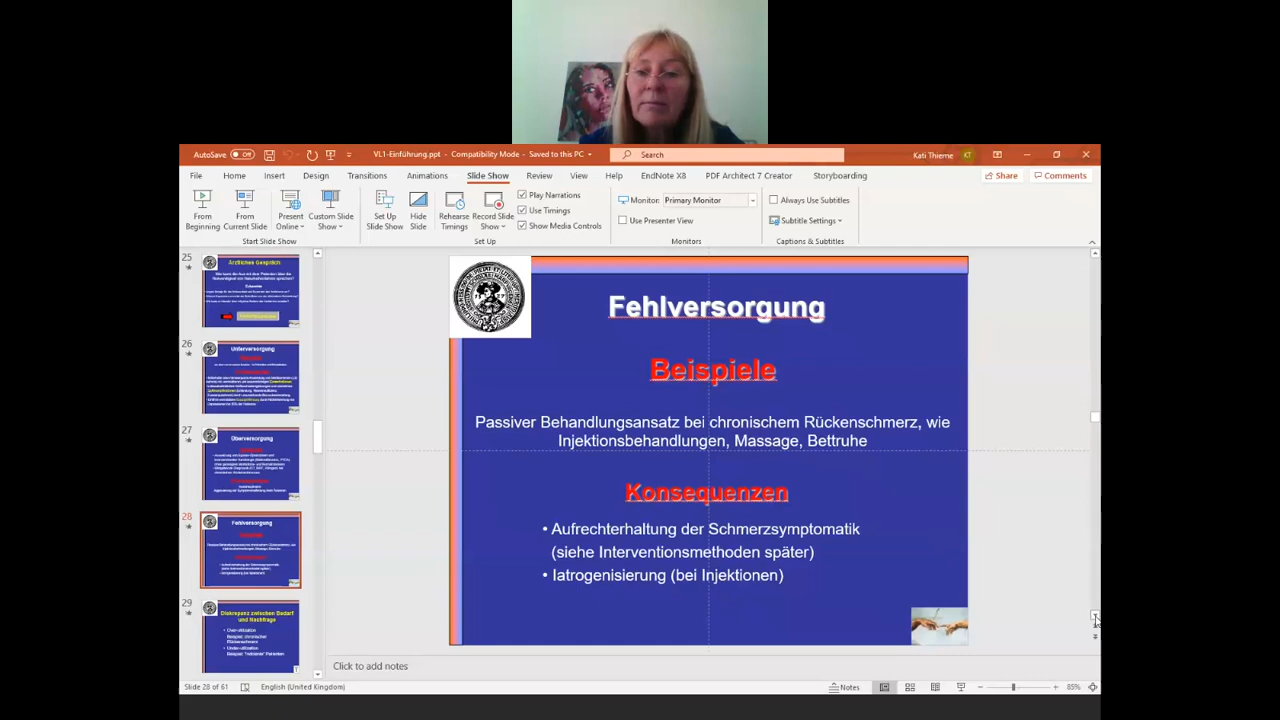 AutoSave Off VL1-Einführung.ppt - Compatibility Mode - Saved to this PC Search Kati Thieme KT
File Home Insert Design Transitions Animations Slide Show Review View Help EndNote X8 PDF Architect 7 Creator Storyboarding Share Comments
From Beginning
From Current Slide
Present Online
Custom Slide Show
Start Slide Show
Set Up Slide Show
Hide Slide
Rehearse Timings
Record Slide Show
Play Narrations
Use Timings
Show Media Controls
Set Up
Monitor: Primary Monitor
Use Presenter View
Monitors
Always Use Subtitles
Subtitle Settings
Captions & Subtitles
25
Ärztliches Gespräch
26
Unterversorgung
27
Überversorgung
28
Fehlversorgung
29
Diskrepanz zwischen Bedarf
und Nachfrage
Fehlversorgung
Beispiele
Passiver Behandlungsansatz bei chronischem Rückenschmerz, wie
Injektionsbehandlungen, Massage, Bettruhe
Konsequenzen
• Aufrechterhaltung der Schmerzsymptomatik
(siehe Interventionsmethoden später)
• Iatrogenisierung (bei Injektionen)
Click to add notes
Slide 28 of 61 English (United Kingdom) Notes 85%